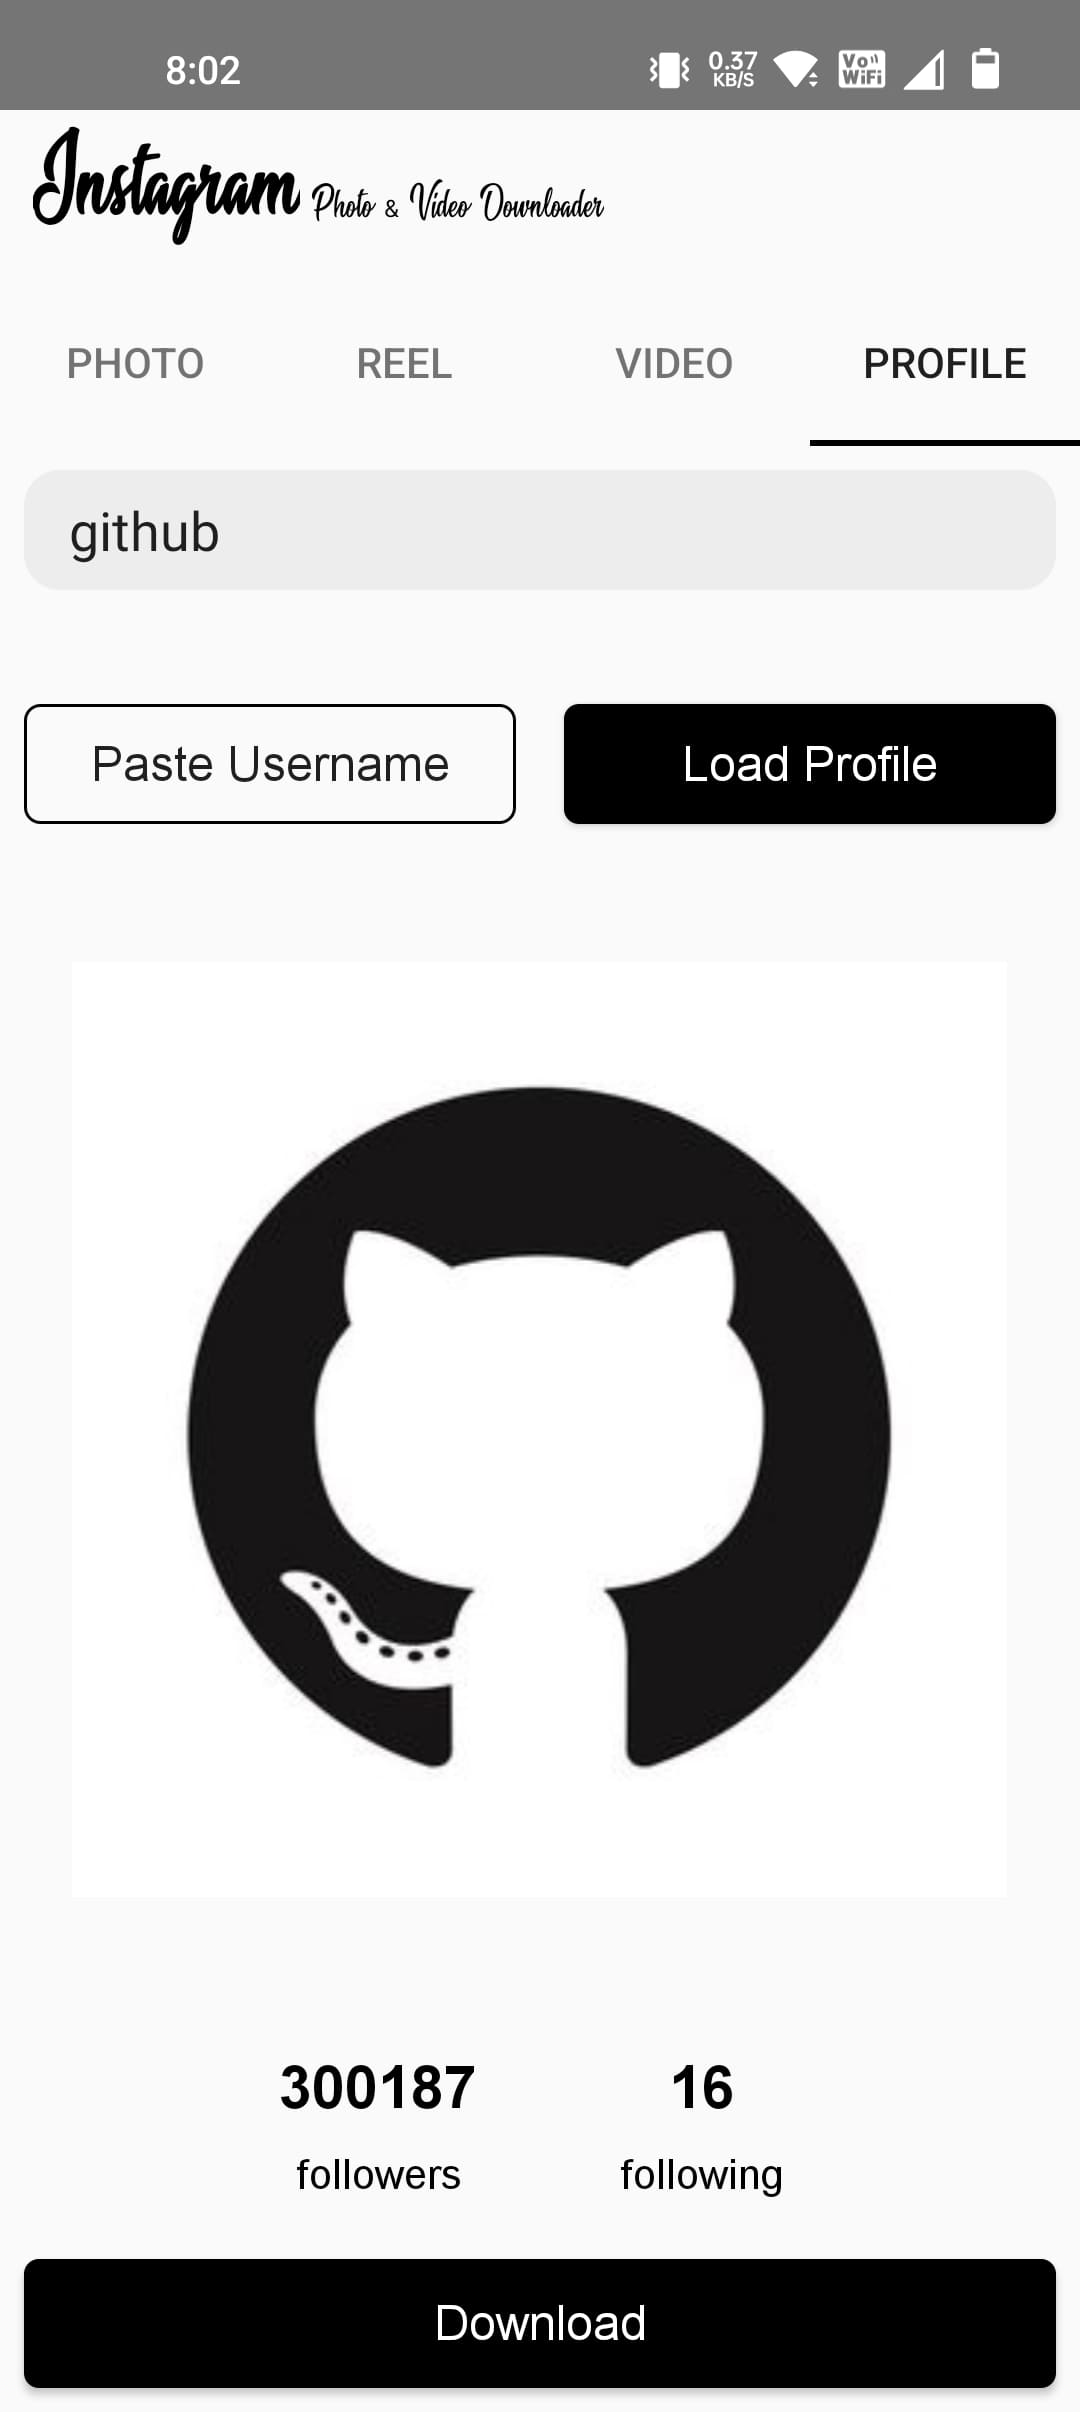 8:02
0.37
KB/S
Vo
WiFi
Instagram Photo & Video Downloader
PHOTO
REEL
VIDEO
PROFILE
github
Paste Username
Load Profile
300187
16
followers
following
Download